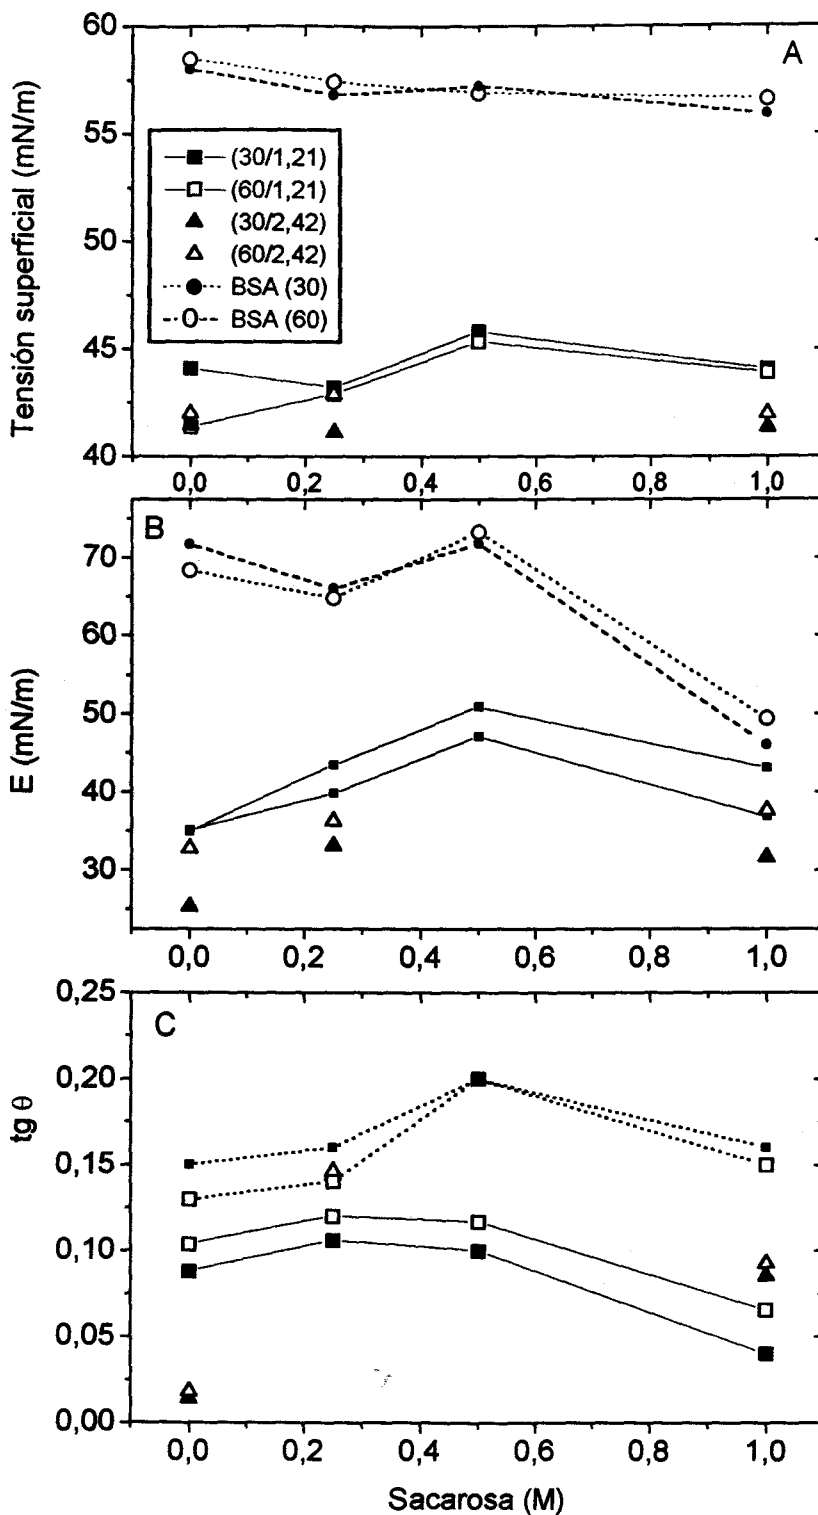 60
55
50
45
40
Tensión superficial (mN/m)
A
(30/1,21)
(60/1,21)
(30/2,42)
(60/2,42)
BSA (30)
BSA (60)
0,0 0,2 0,4 0,6 0,8 1,0
B
70
60
50
40
30
E (mN/m)
0,0 0,2 0,4 0,6 0,8 1,0
C
0,25
0,20
0,15
0,10
0,05
0,00
tg θ
0,0 0,2 0,4 0,6 0,8 1,0
Sacarosa (M)